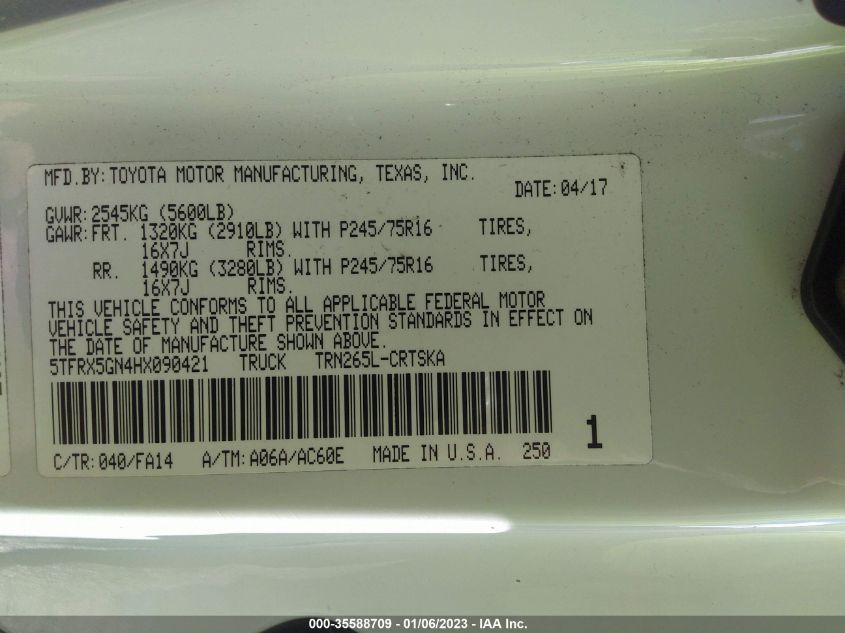 MFD.BY:TOYOTA MOTOR MANUFACTURING, TEXAS, INC.
DATE:04/17
GVWR:2545KG (5600LB)
GAWR:FRT. 1320KG (2910LB) WITH P245/75R16 TIRES,
16X7J RIMS.
RR. 1490KG (3280LB) WITH P245/75R16 TIRES,
16X7J RIMS.
THIS VEHICLE CONFORMS TO ALL APPLICABLE FEDERAL MOTOR
VEHICLE SAFETY AND THEFT PREVENTION STANDARDS IN EFFECT ON
THE DATE OF MANUFACTURE SHOWN ABOVE.
5TFRX5GN4HX090421 TRUCK TRN265L-CRTSKA
1
C/TR:040/FA14 A/TM:A06A/AC60E MADE IN U.S.A. 250
000-35588709 - 01/06/2023 - IAA Inc.